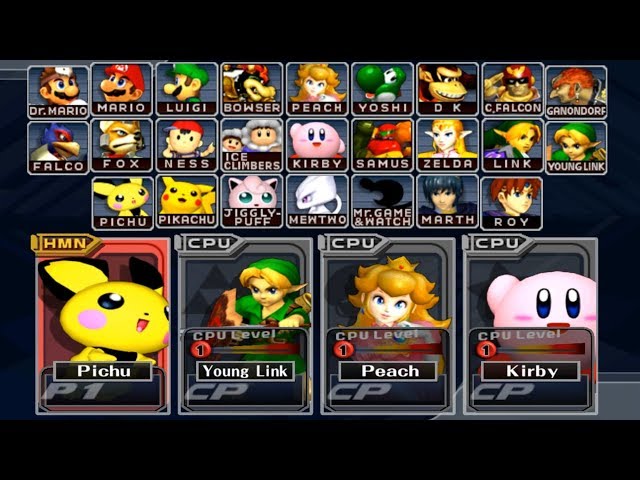 Dr.MARIO MARIO LUIGI BOWSER PEACH YOSHI D K C,FALCON GANONDORF
FALCO FOX NESS ICE CLIMBERS KIRBY SAMUS ZELDA LINK YOUNG LINK
PICHU PIKACHU JIGGLY-PUFF MEWTWO Mr.GAME &WATCH MARTH ROY
HMN CPU CPU CPU
CPU Level CPU Level CPU Level
1 1 1
Pichu Young Link Peach Kirby
P1 CP CP CP